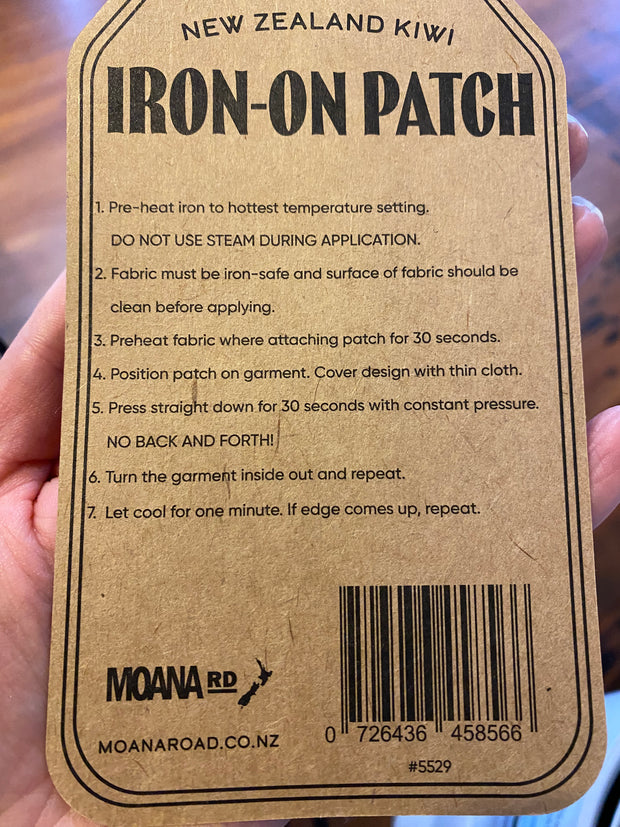 NEW ZEALAND KIWI
IRON-ON PATCH
1. Pre-heat iron to hottest temperature setting.
DO NOT USE STEAM DURING APPLICATION.
2. Fabric must be iron-safe and surface of fabric should be
clean before applying.
3. Preheat fabric where attaching patch for 30 seconds.
4. Position patch on garment. Cover design with thin cloth.
5. Press straight down for 30 seconds with constant pressure.
NO BACK AND FORTH!
6. Turn the garment inside out and repeat.
7. Let cool for one minute. If edge comes up, repeat.
MOANA RD
MOANAROAD.CO.NZ
0 726436 458566
#5529